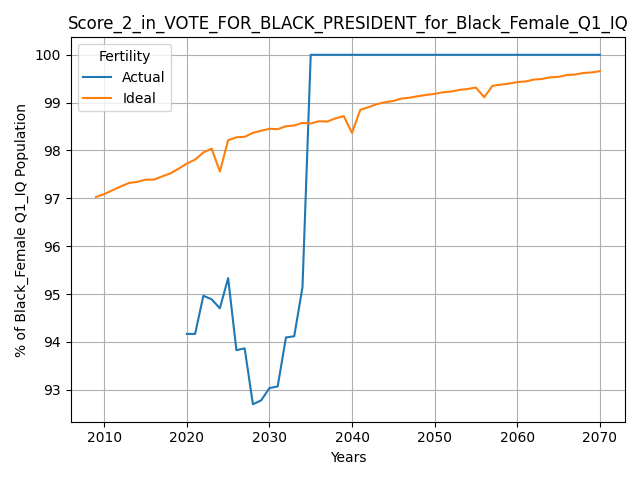 Score_2_in_VOTE_FOR_BLACK_PRESIDENT_for_Black_Female_Q1_IQ
Fertility
Actual
Ideal
% of Black_Female Q1_IQ Population
100
99
98
97
96
95
94
93
2010
2020
2030
2040
2050
2060
2070
Years